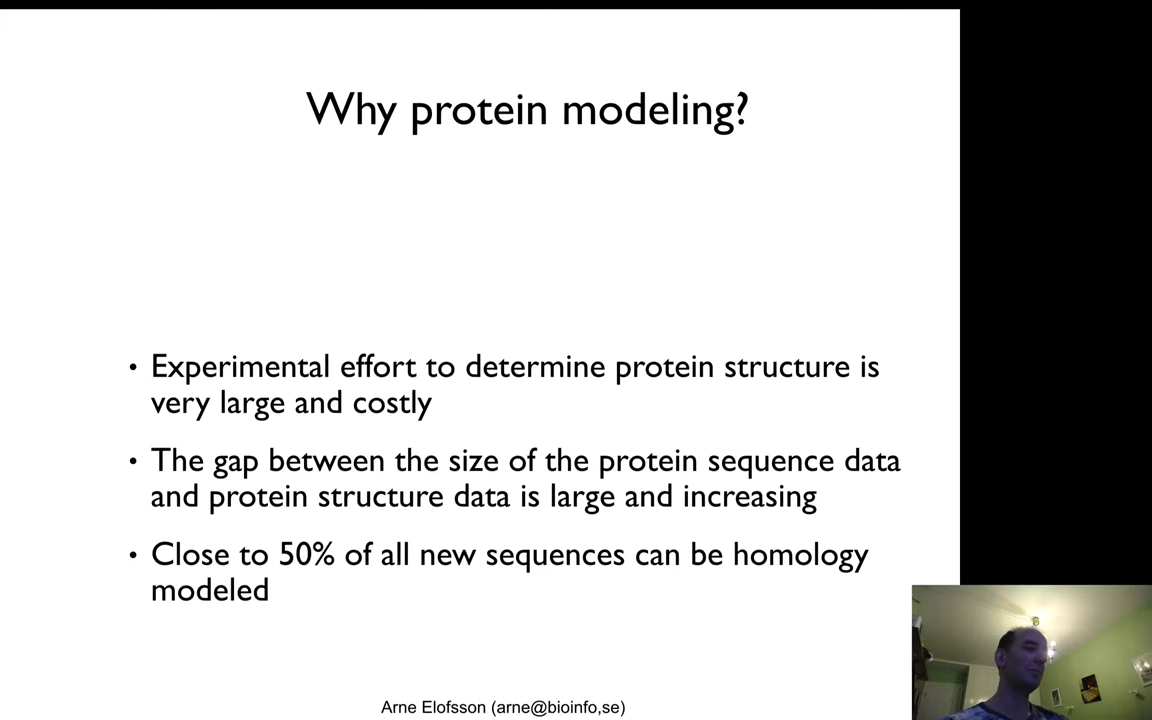 Why protein modeling?
• Experimental effort to determine protein structure is
very large and costly
• The gap between the size of the protein sequence data
and protein structure data is large and increasing
• Close to 50% of all new sequences can be homology
modeled
Arne Elofsson (arne@bioinfo,se)